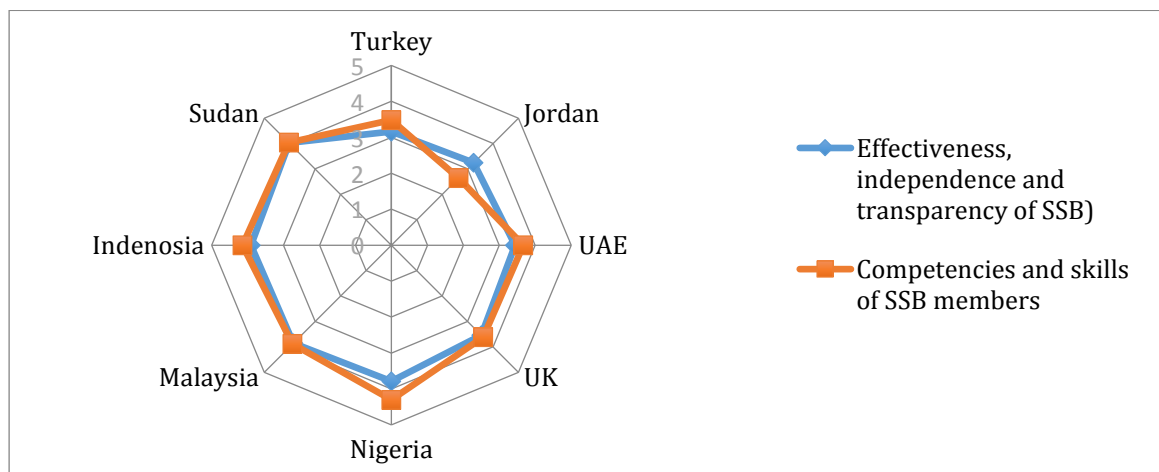 Turkey
5
4
3
2
1
0
Jordan
UAE
UK
Nigeria
Malaysia
Indenosia
Sudan
Effectiveness,
independence and
transparency of SSB)
Competencies and skills
of SSB members